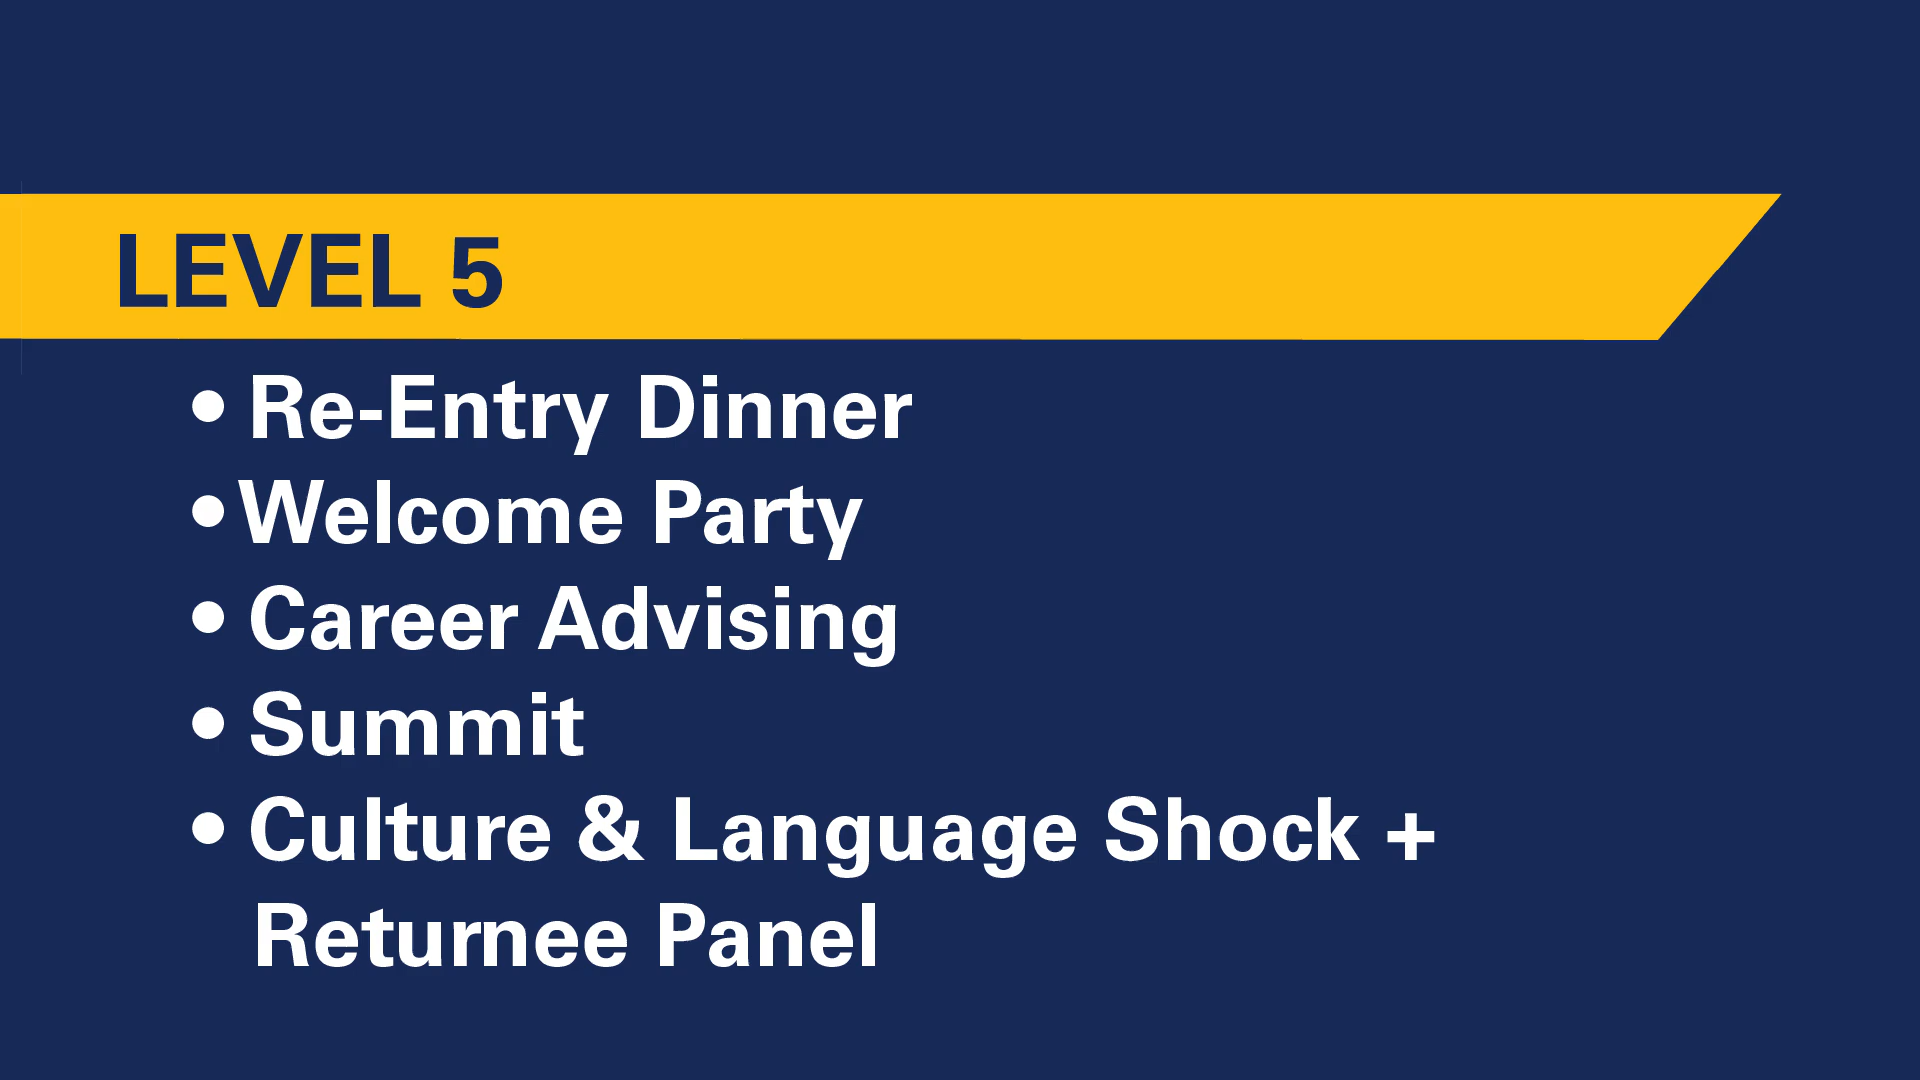 LEVEL 5
• Re-Entry Dinner
• Welcome Party
• Career Advising
• Summit
• Culture & Language Shock +
Returnee Panel